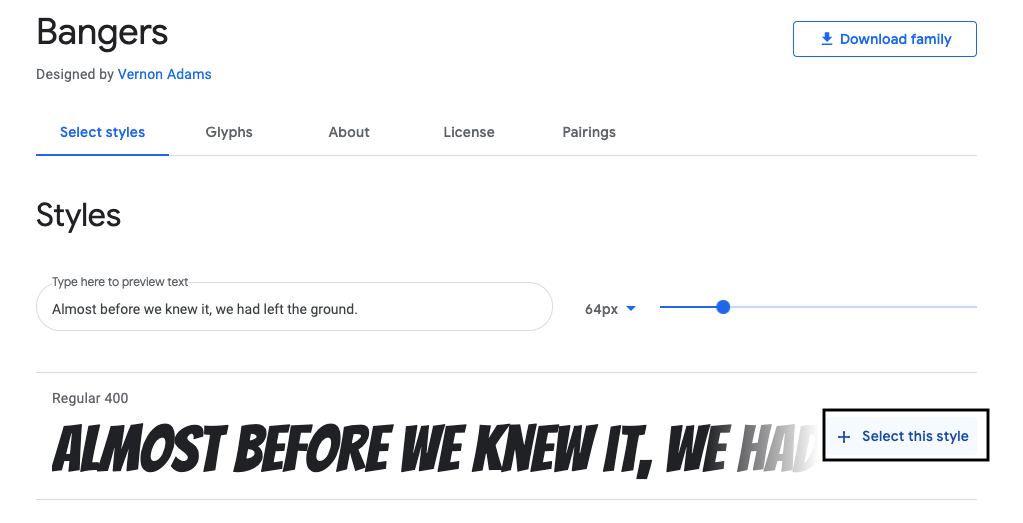 Bangers
Download family
Designed by Vernon Adams
Select styles
Glyphs
About
License
Pairings
Styles
Type here to preview text
Almost before we knew it, we had left the ground.
64px
Regular 400
ALMOST BEFORE WE KNEW IT, WE HAD
+ Select this style